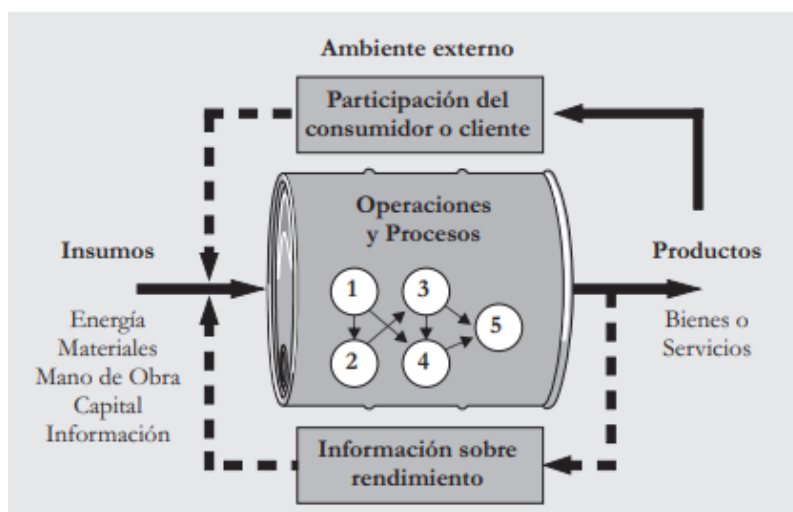 Ambiente externo
Participación del
consumidor o cliente
Operaciones
y Procesos
Insumos
Productos
1
3
5
2
4
Energía
Materiales
Mano de Obra
Capital
Información
Bienes o
Servicios
Información sobre
rendimiento